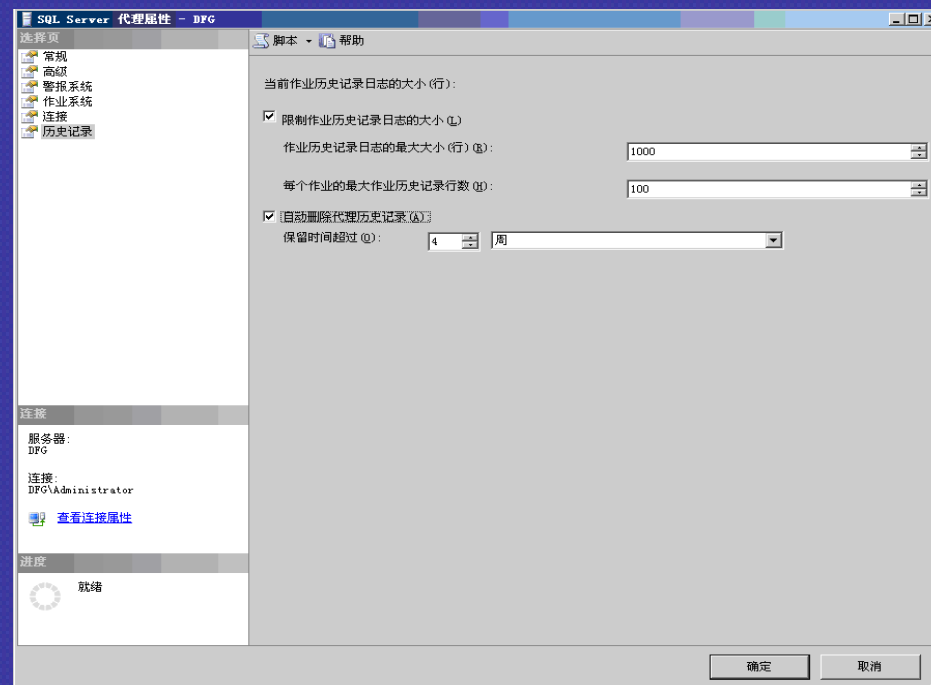 SQL Server 代理属性 - DFG
选择页
常规
高级
警报系统
作业系统
连接
历史记录
脚本 帮助
当前作业历史记录日志的大小(行):
限制作业历史记录日志的大小(L)
作业历史记录日志的最大大小(行)(R):
1000
每个作业的最大作业历史记录行数(H):
100
自动删除代理历史记录(A):
保留时间超过(O):
4
周
连接
服务器:
DFG
连接:
DFG\Administrator
查看连接属性
进度
就绪
确定
取消